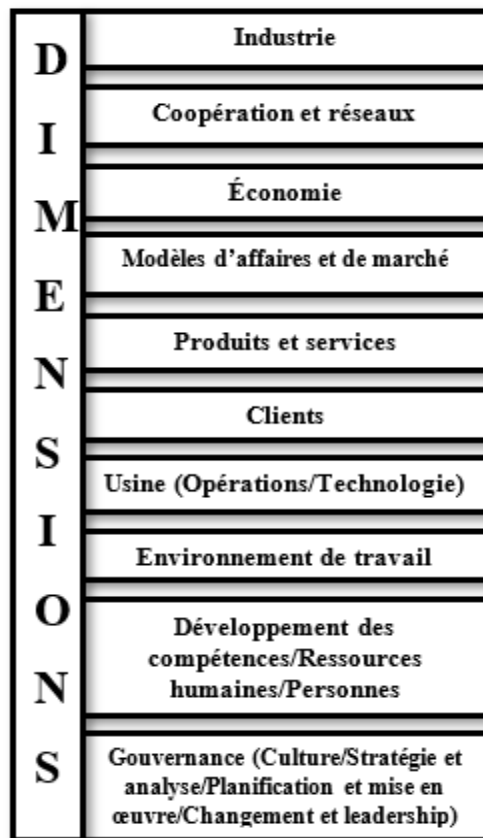 DIMENSIONS
Industrie
Coopération et réseaux
Économie
Modèles d'affaires et de marché
Produits et services
Clients
Usine (Opérations/Technologie)
Environnement de travail
Développement des
compétences/Ressources
humaines/Personnes
Gouvernance (Culture/Stratégie et
analyse/Planification et mise en
œuvre/Changement et leadership)